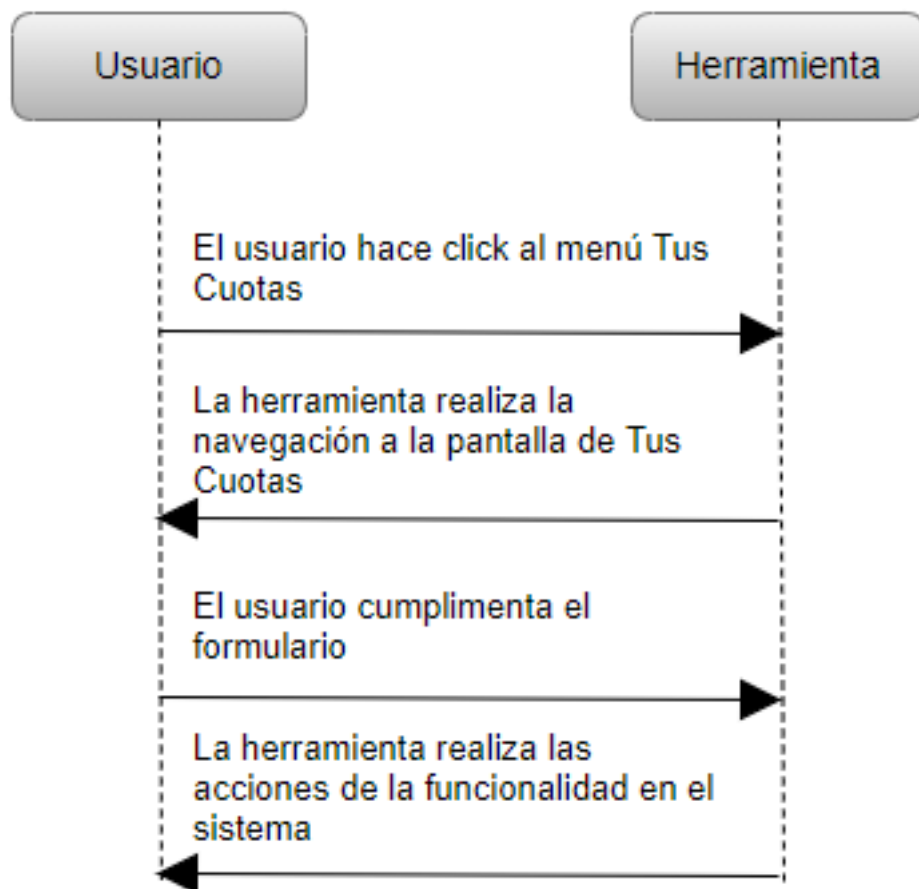 Usuario
Herramienta
El usuario hace click al menú Tus
Cuotas
La herramienta realiza la
navegación a la pantalla de Tus
Cuotas
El usuario cumplimenta el
formulario
La herramienta realiza las
acciones de la funcionalidad en el
sistema